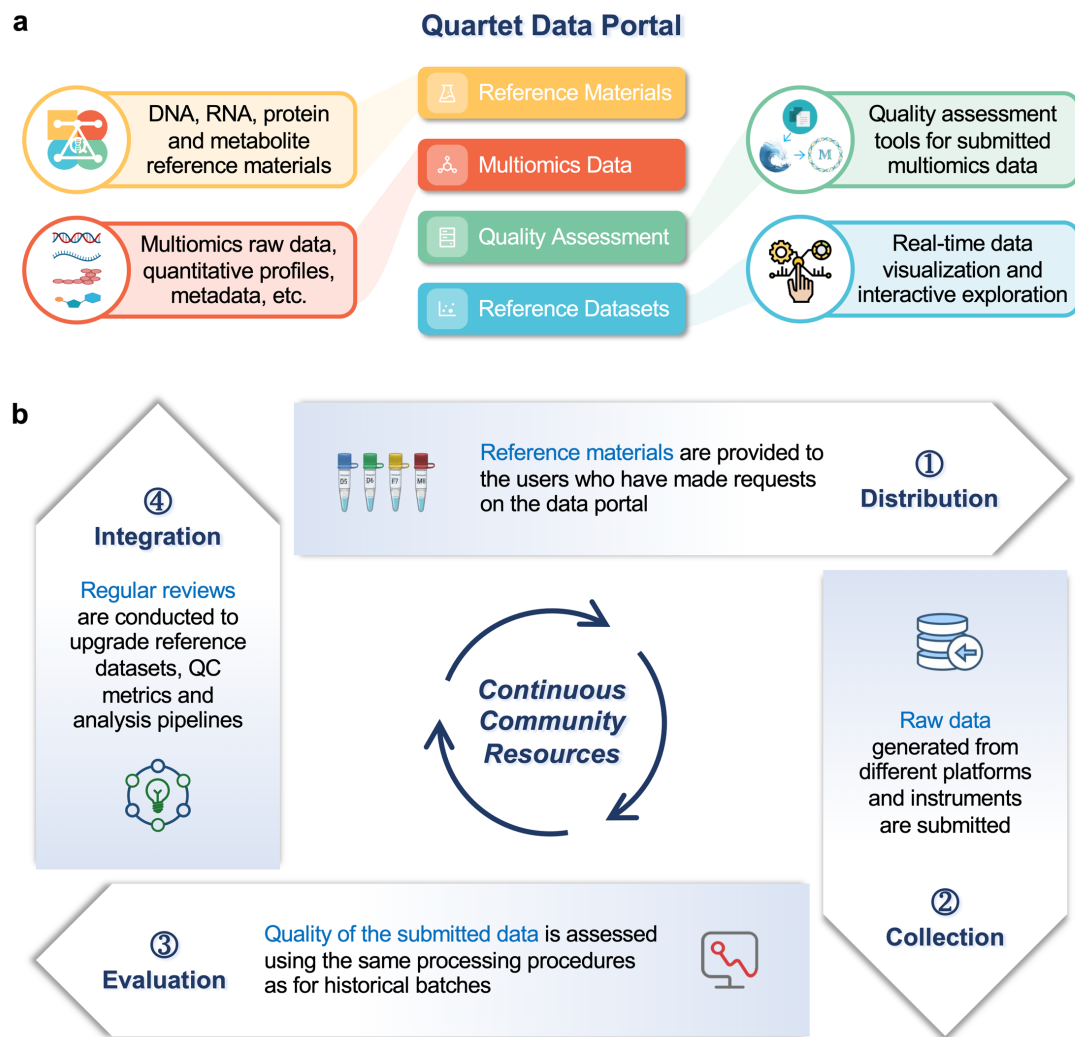 a
Quartet Data Portal
DNA, RNA, protein
and metabolite
reference materials
Multiomics raw data,
quantitative profiles,
metadata, etc.
Reference Materials
Multiomics Data
Quality Assessment
Reference Datasets
M
Quality assessment
tools for submitted
multiomics data
Real-time data
visualization and
interactive exploration
b
D5 D6 F7 M8
Reference materials are provided to
the users who have made requests
on the data portal
①
Distribution
Raw data
generated from
different platforms
and instruments
are submitted
②
Collection
③
Evaluation
Quality of the submitted data is assessed
using the same processing procedures
as for historical batches
④
Integration
Regular reviews
are conducted to
upgrade reference
datasets, QC
metrics and
analysis pipelines
Continuous
Community
Resources